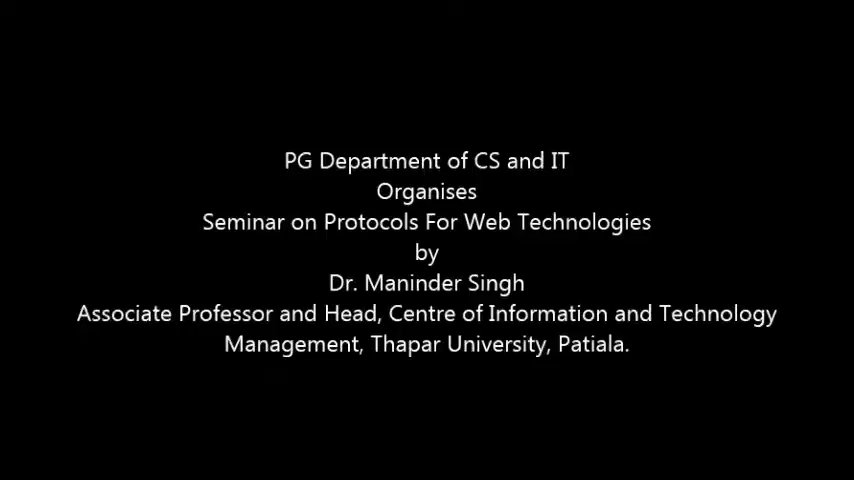 PG Department of CS and IT
Organises
Seminar on Protocols For Web Technologies
by
Dr. Maninder Singh
Associate Professor and Head, Centre of Information and Technology
Management, Thapar University, Patiala.